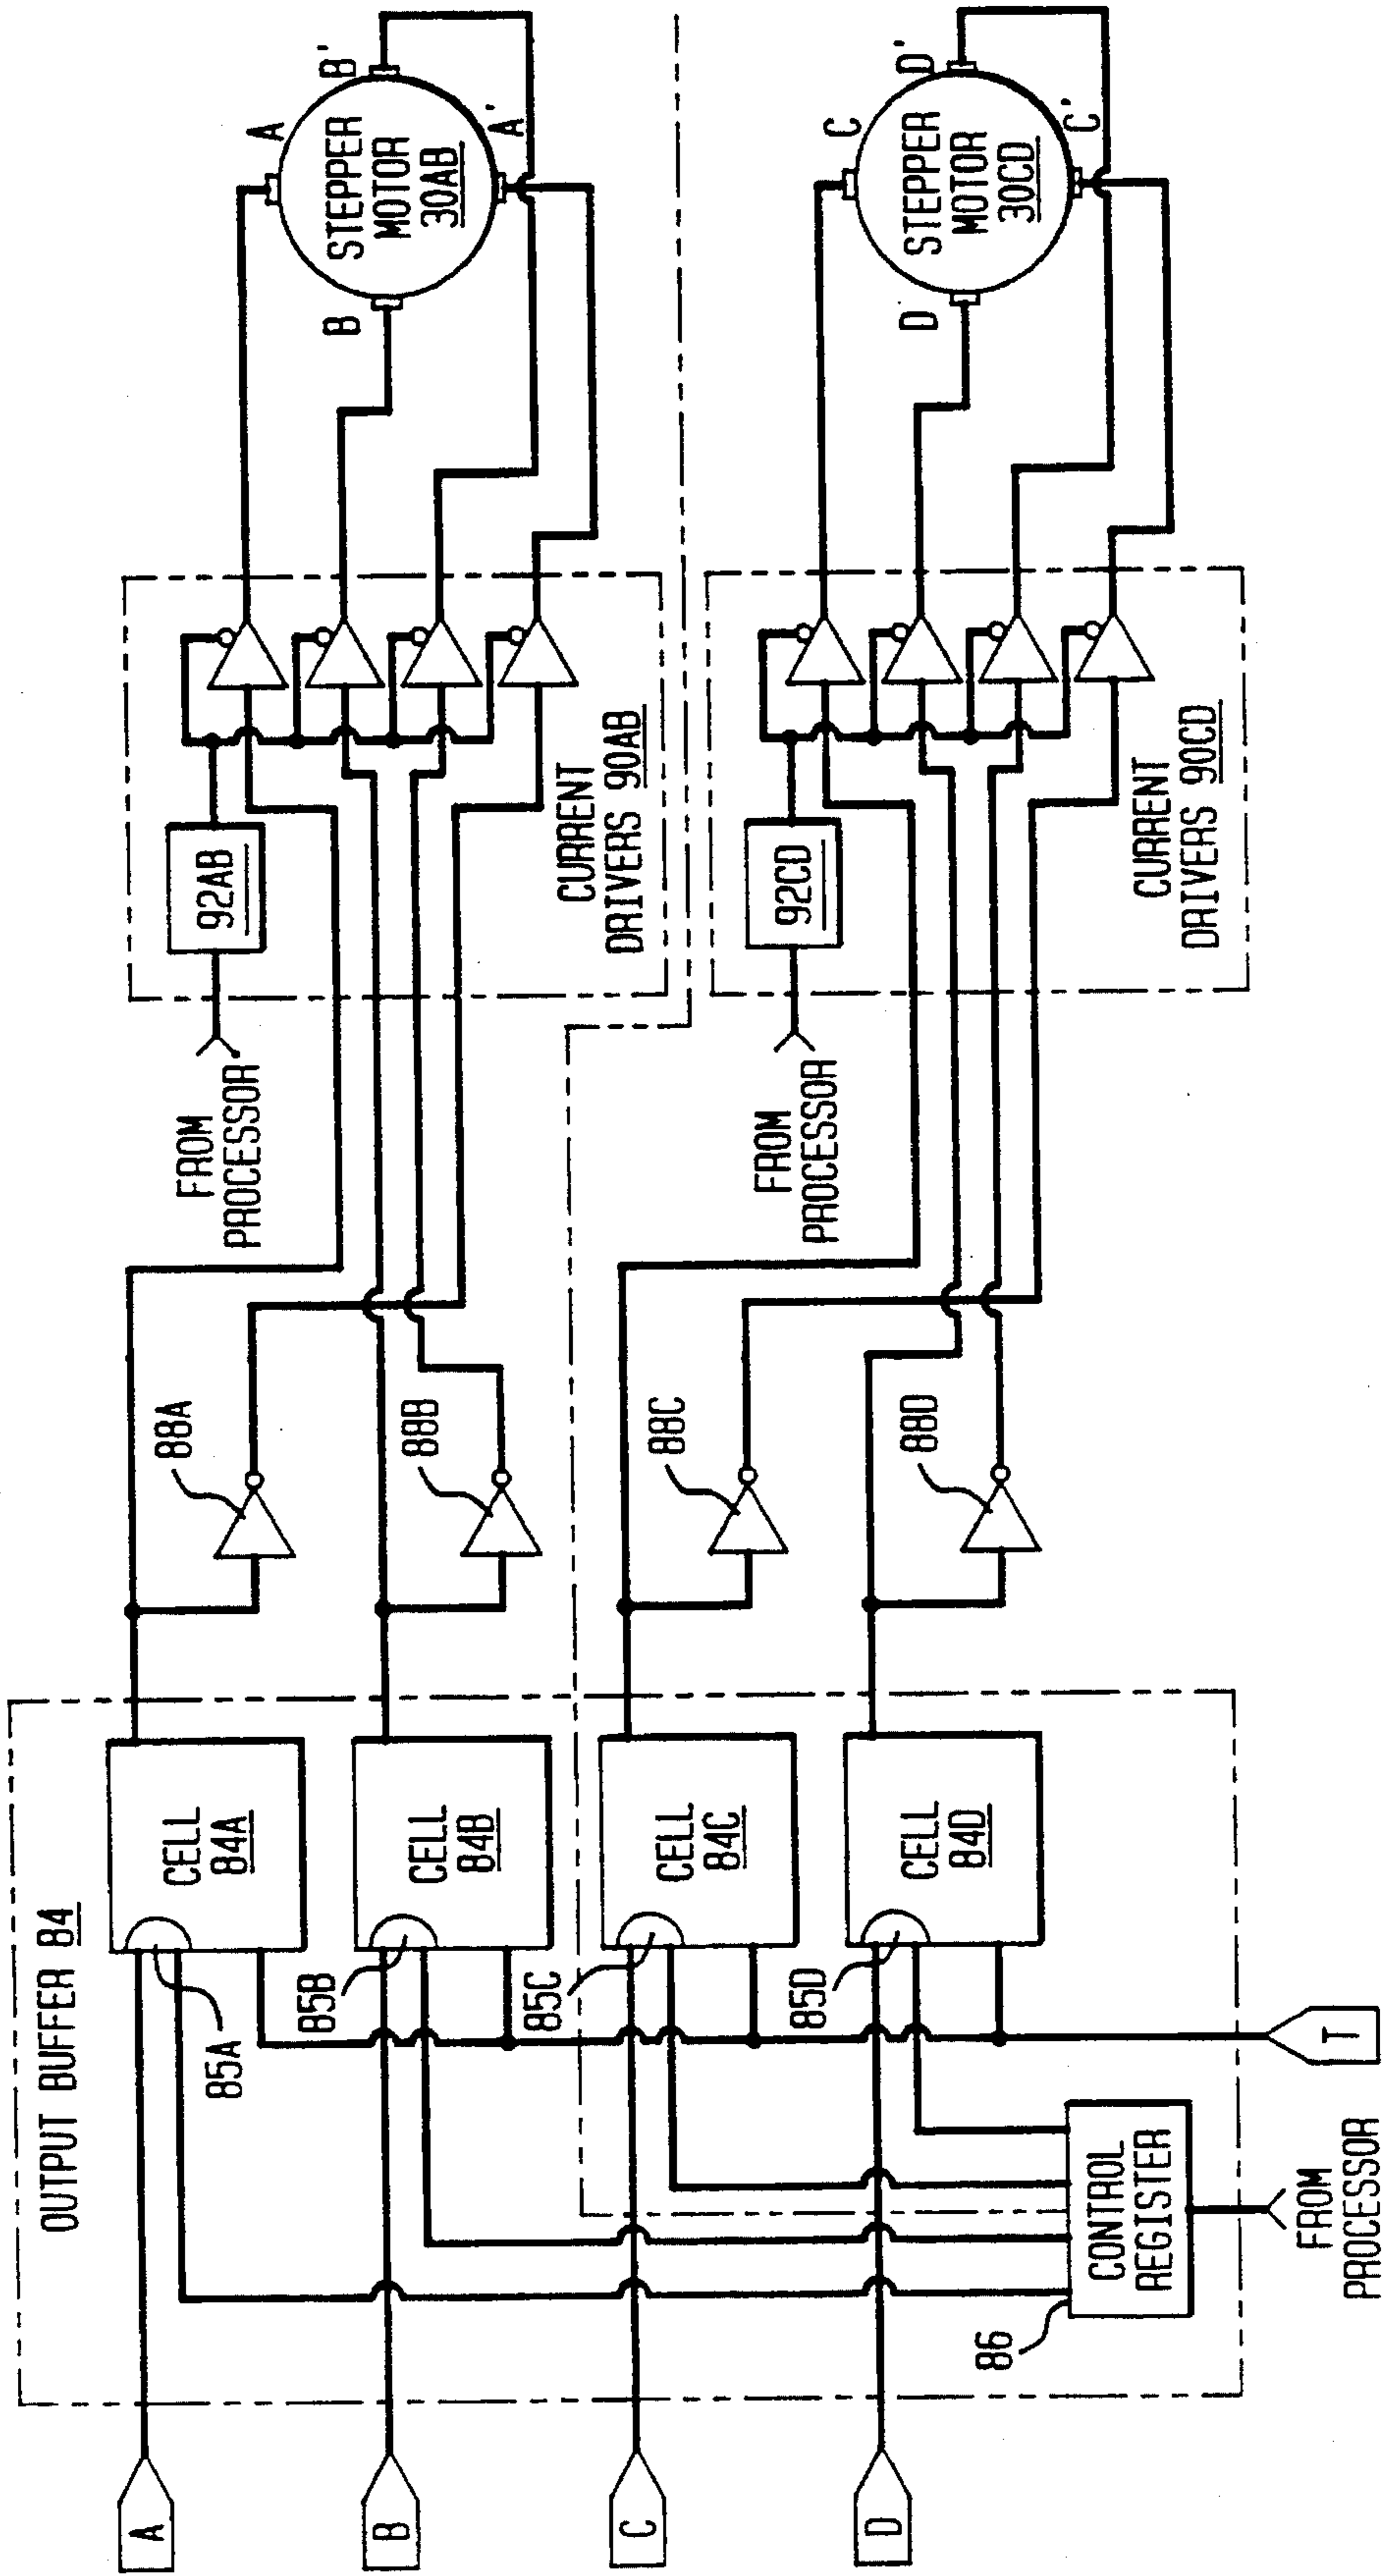 OUTPUT BUFFER 84
A
B
C
D
85A
85B
85C
85D
CELL
84A
CELL
84B
CELL
84C
CELL
84D
86
CONTROL
REGISTER
FROM
PROCESSOR
T
88A
88B
88C
88D
FROM
PROCESSOR
92AB
CURRENT
DRIVERS 90AB
FROM
PROCESSOR
92CD
CURRENT
DRIVERS 90CD
A
B
B'
A'
STEPPER
MOTOR
30AB
C
D
D'
C'
STEPPER
MOTOR
30CD